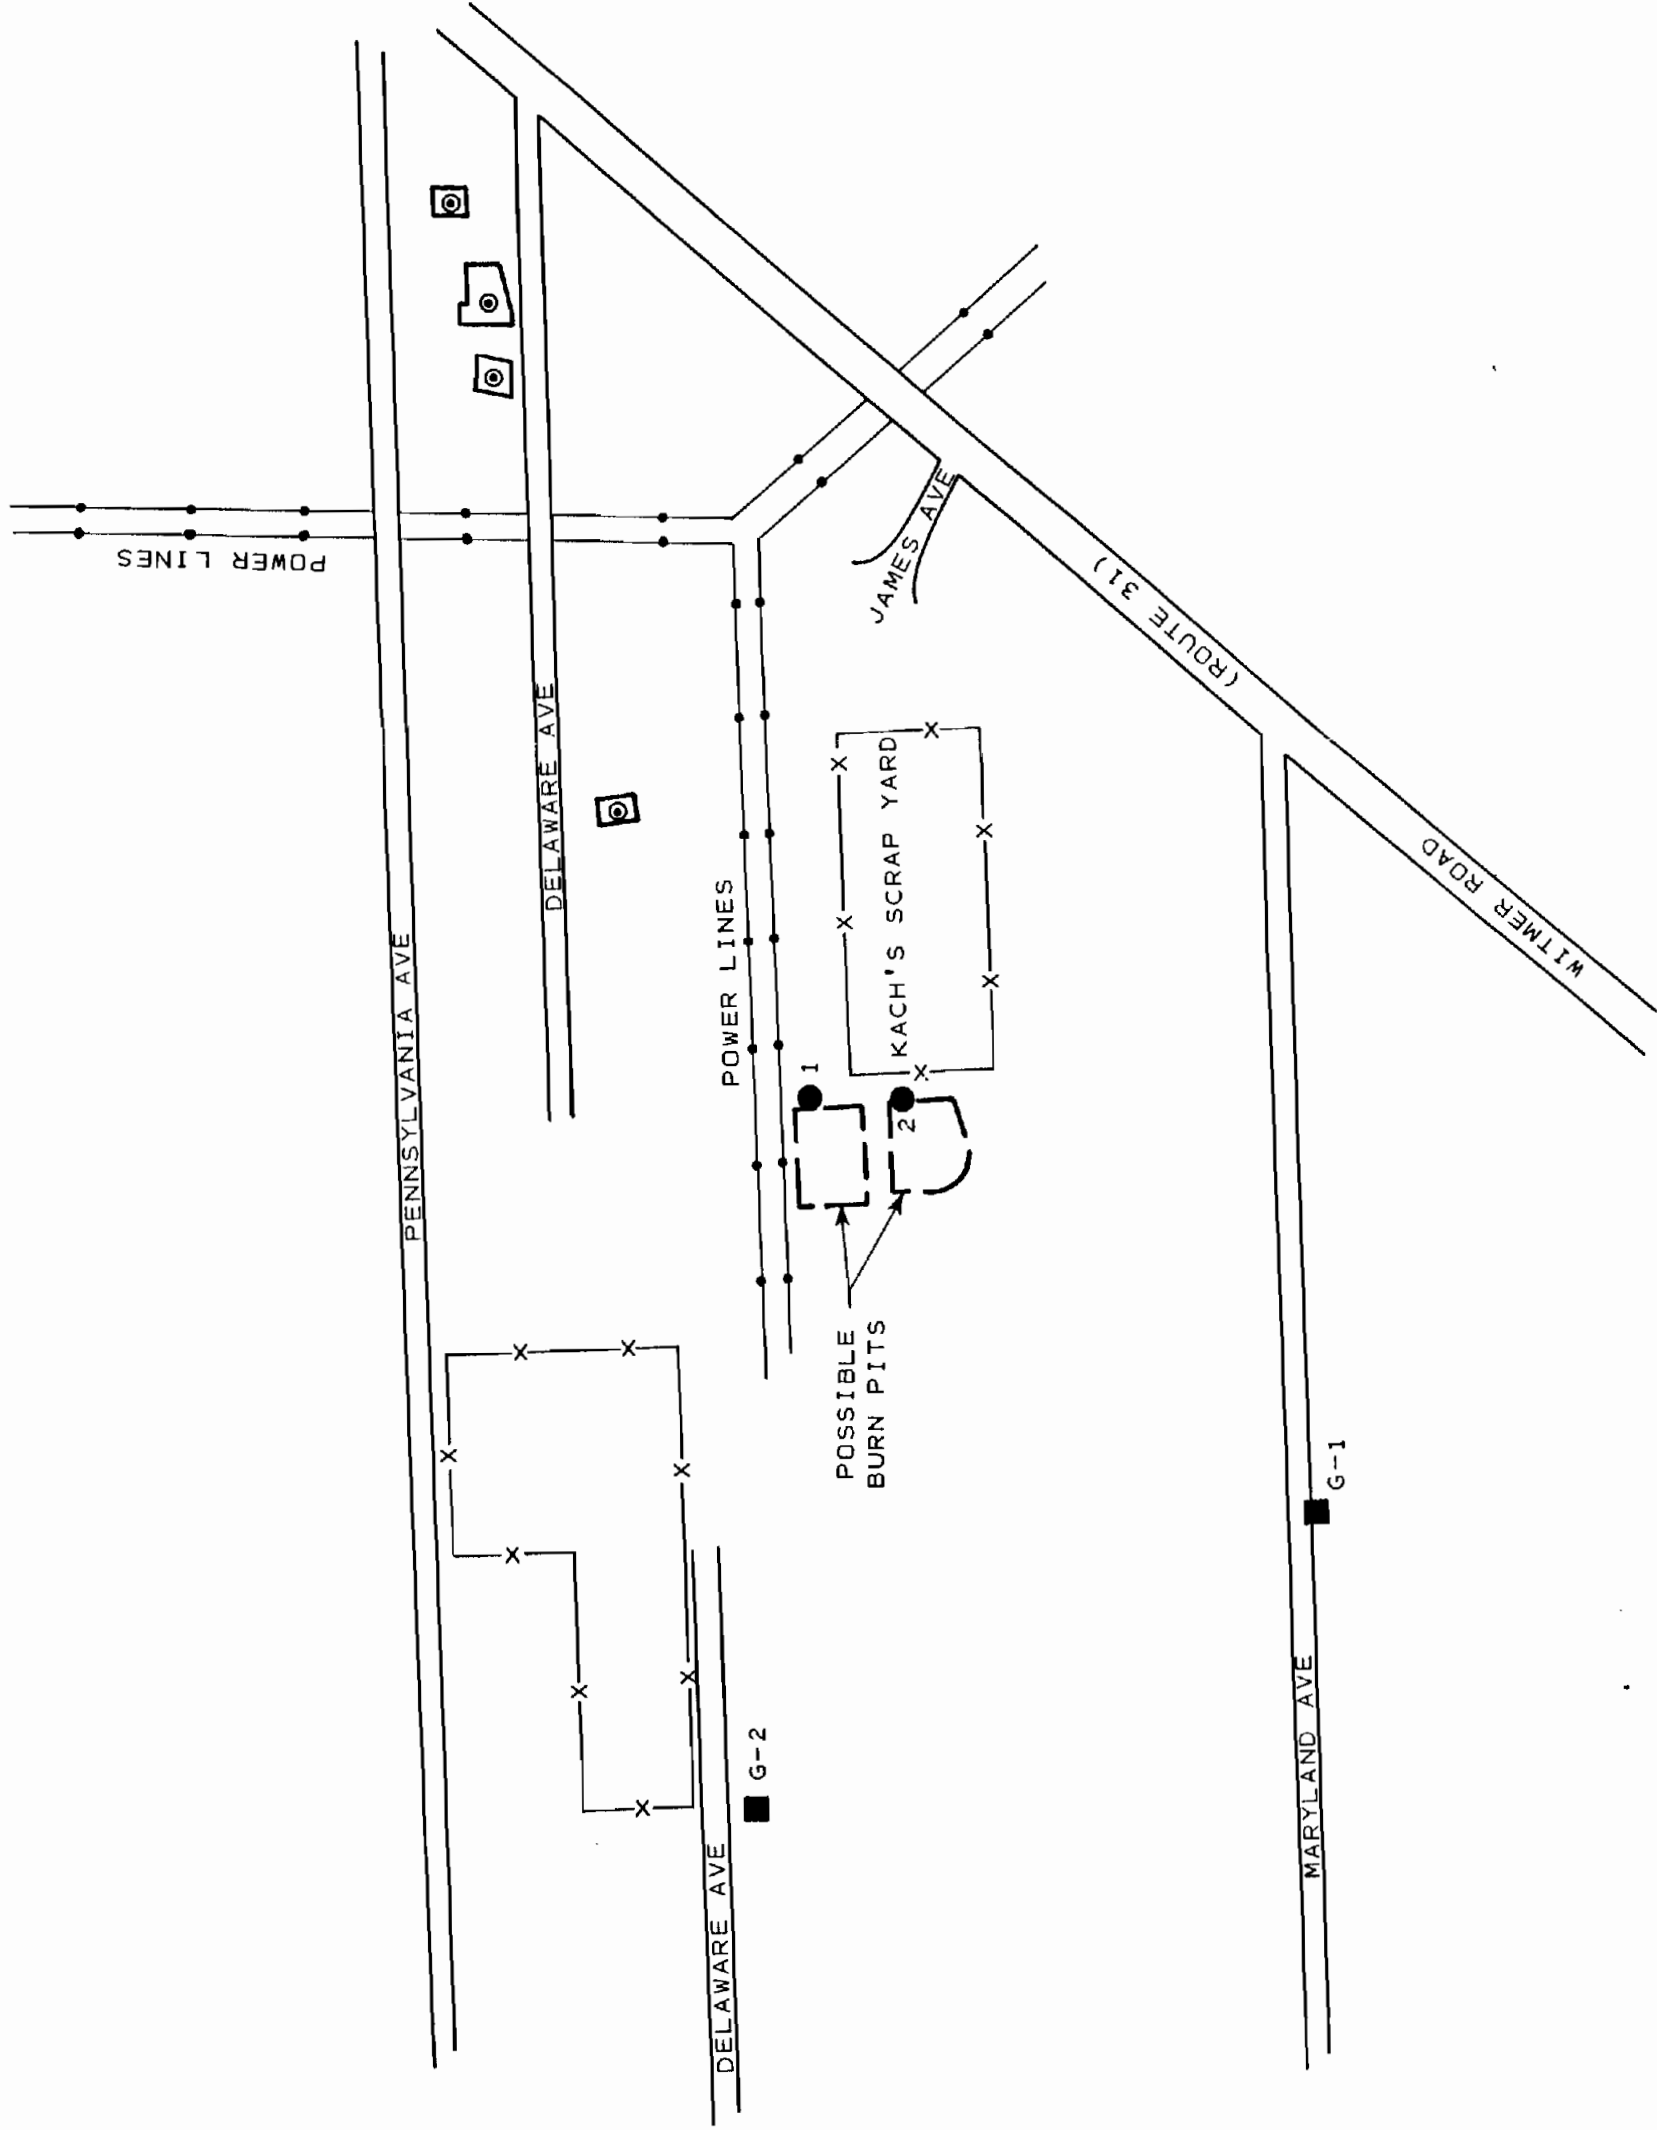 POWER LINES
PENNSYLVANIA AVE
DELAWARE AVE
DELAWARE AVE
POWER LINES
JAMES AVE
(ROUTE 31)
WITMER ROAD
KACH'S SCRAP YARD
1
2
POSSIBLE
BURN PITS
G-2
G-1
MARYLAND AVE